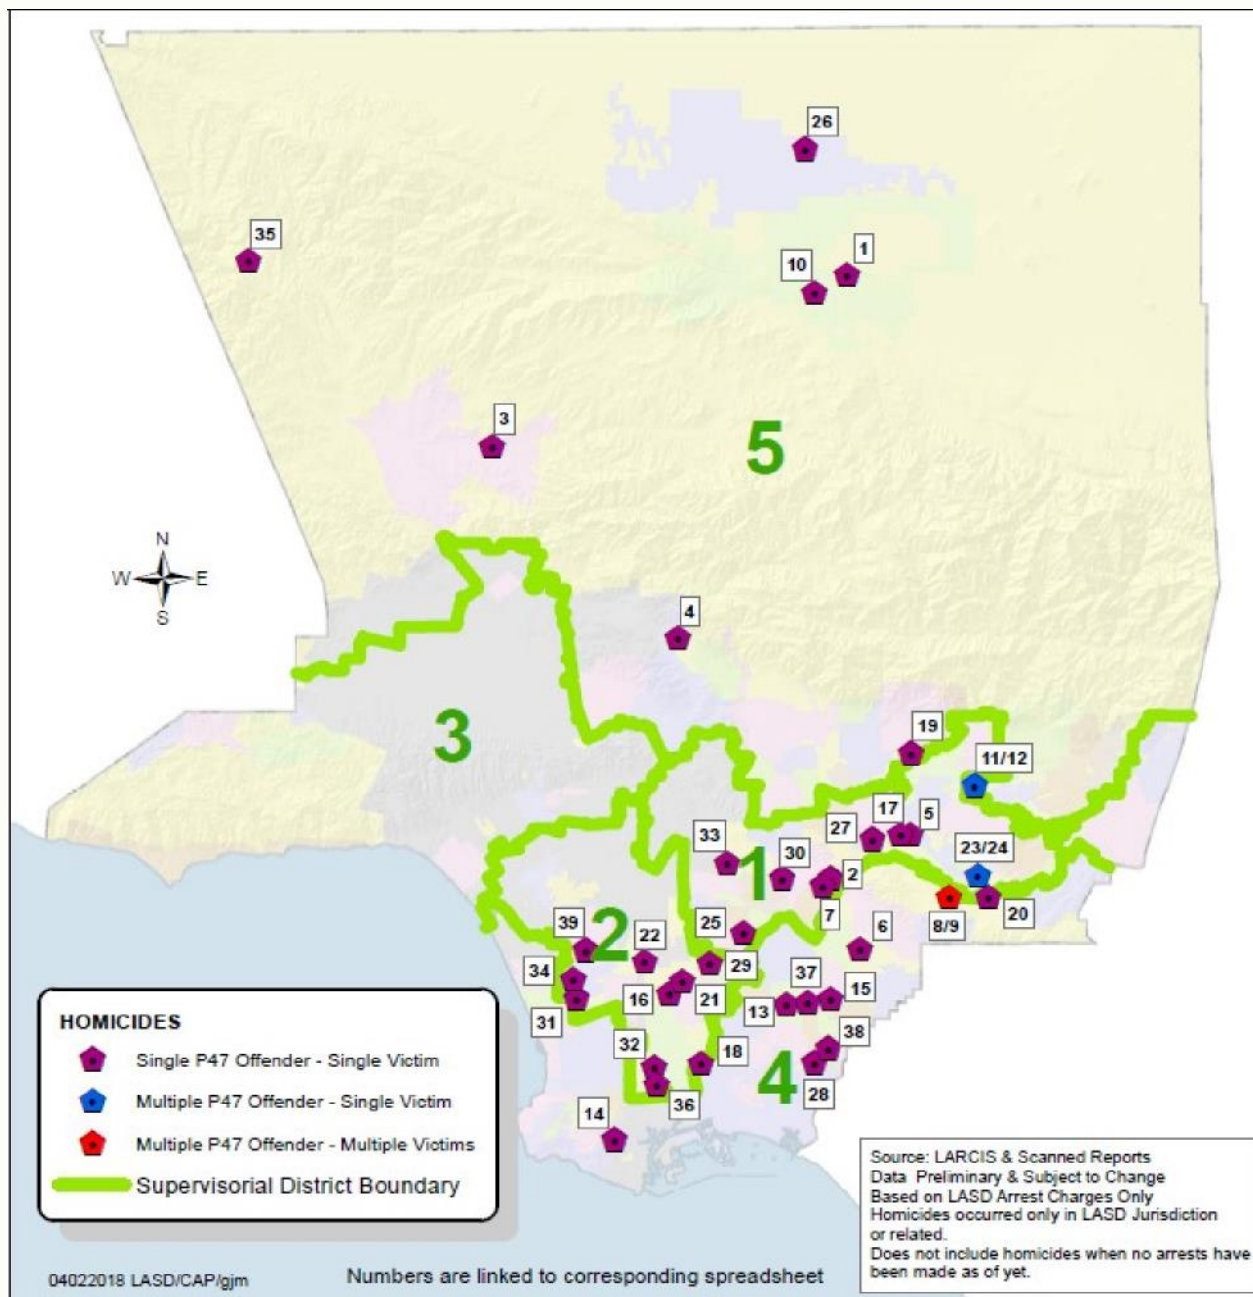 26
35
1
10
3
5
N
W E
S
4
3
19
11/12
17
5
27
33
23/24
30
1
2
7
8/9
20
39
2
22
25
6
34
29
37
16
21
15
31
13
38
32
18
4
28
36
14
HOMICIDES
Single P47 Offender - Single Victim
Multiple P47 Offender - Single Victim
Multiple P47 Offender - Multiple Victims
Supervisorial District Boundary
Source: LARCIS & Scanned Reports
Data Preliminary & Subject to Change
Based on LASD Arrest Charges Only
Homicides occurred only in LASD Jurisdiction
or related.
Does not include homicides when no arrests have
been made as of yet.
04022018 LASD/CAP/gjm
Numbers are linked to corresponding spreadsheet